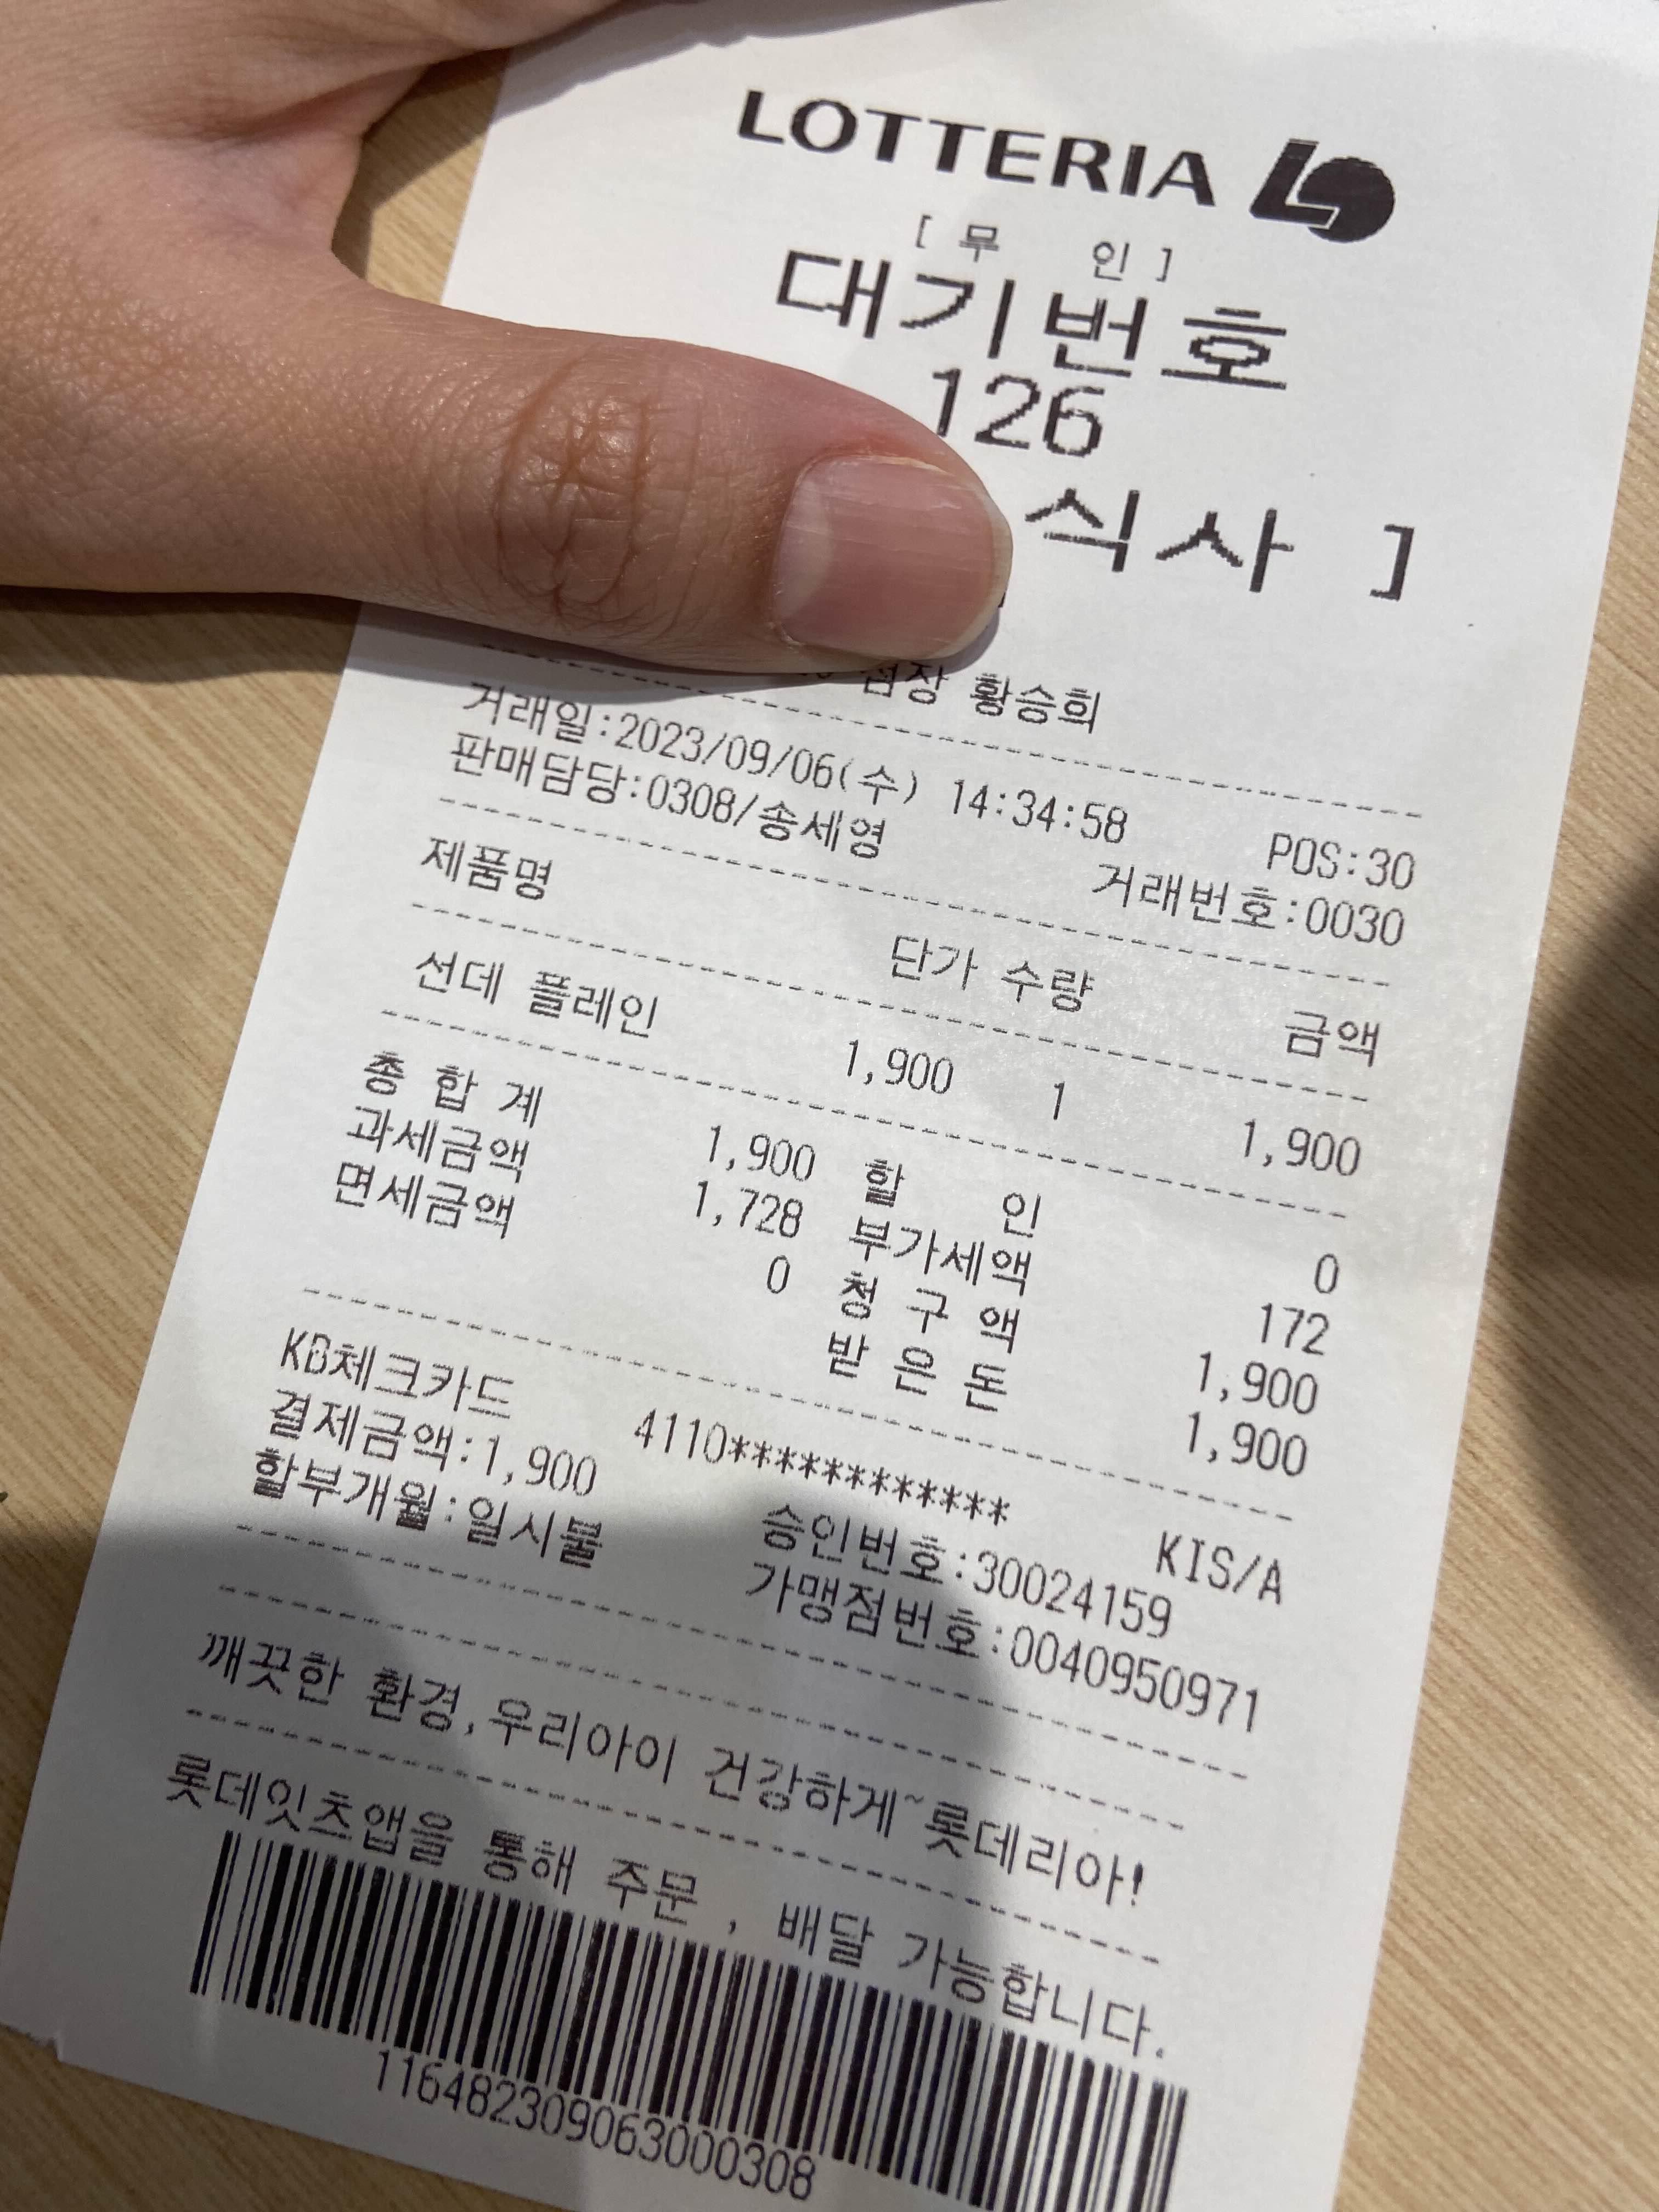 LOTTERIA
[ 무 인 ]
대기번호
126
식사 ]
점장 황승희
거래일:2023/09/06(수) 14:34:58 POS:30
판매담당:0308/송세영 거래번호:0030
제품명 단가 수량 금액
선데 플레인 1,900 1 1,900
총 합 계 1,900 할 인 0
과세금액 1,728 부가세액 172
면세금액 0 청 구 액 1,900
받 은 돈 1,900
KB체크카드 4110************ KIS/A
결제금액:1,900 승인번호:30024159
할부개월:일시불 가맹점번호:0040950971
깨끗한 환경,우리아이 건강하게~롯데리아!
롯데잇츠앱을 통해 주문 , 배달 가능합니다.
116482309063000308